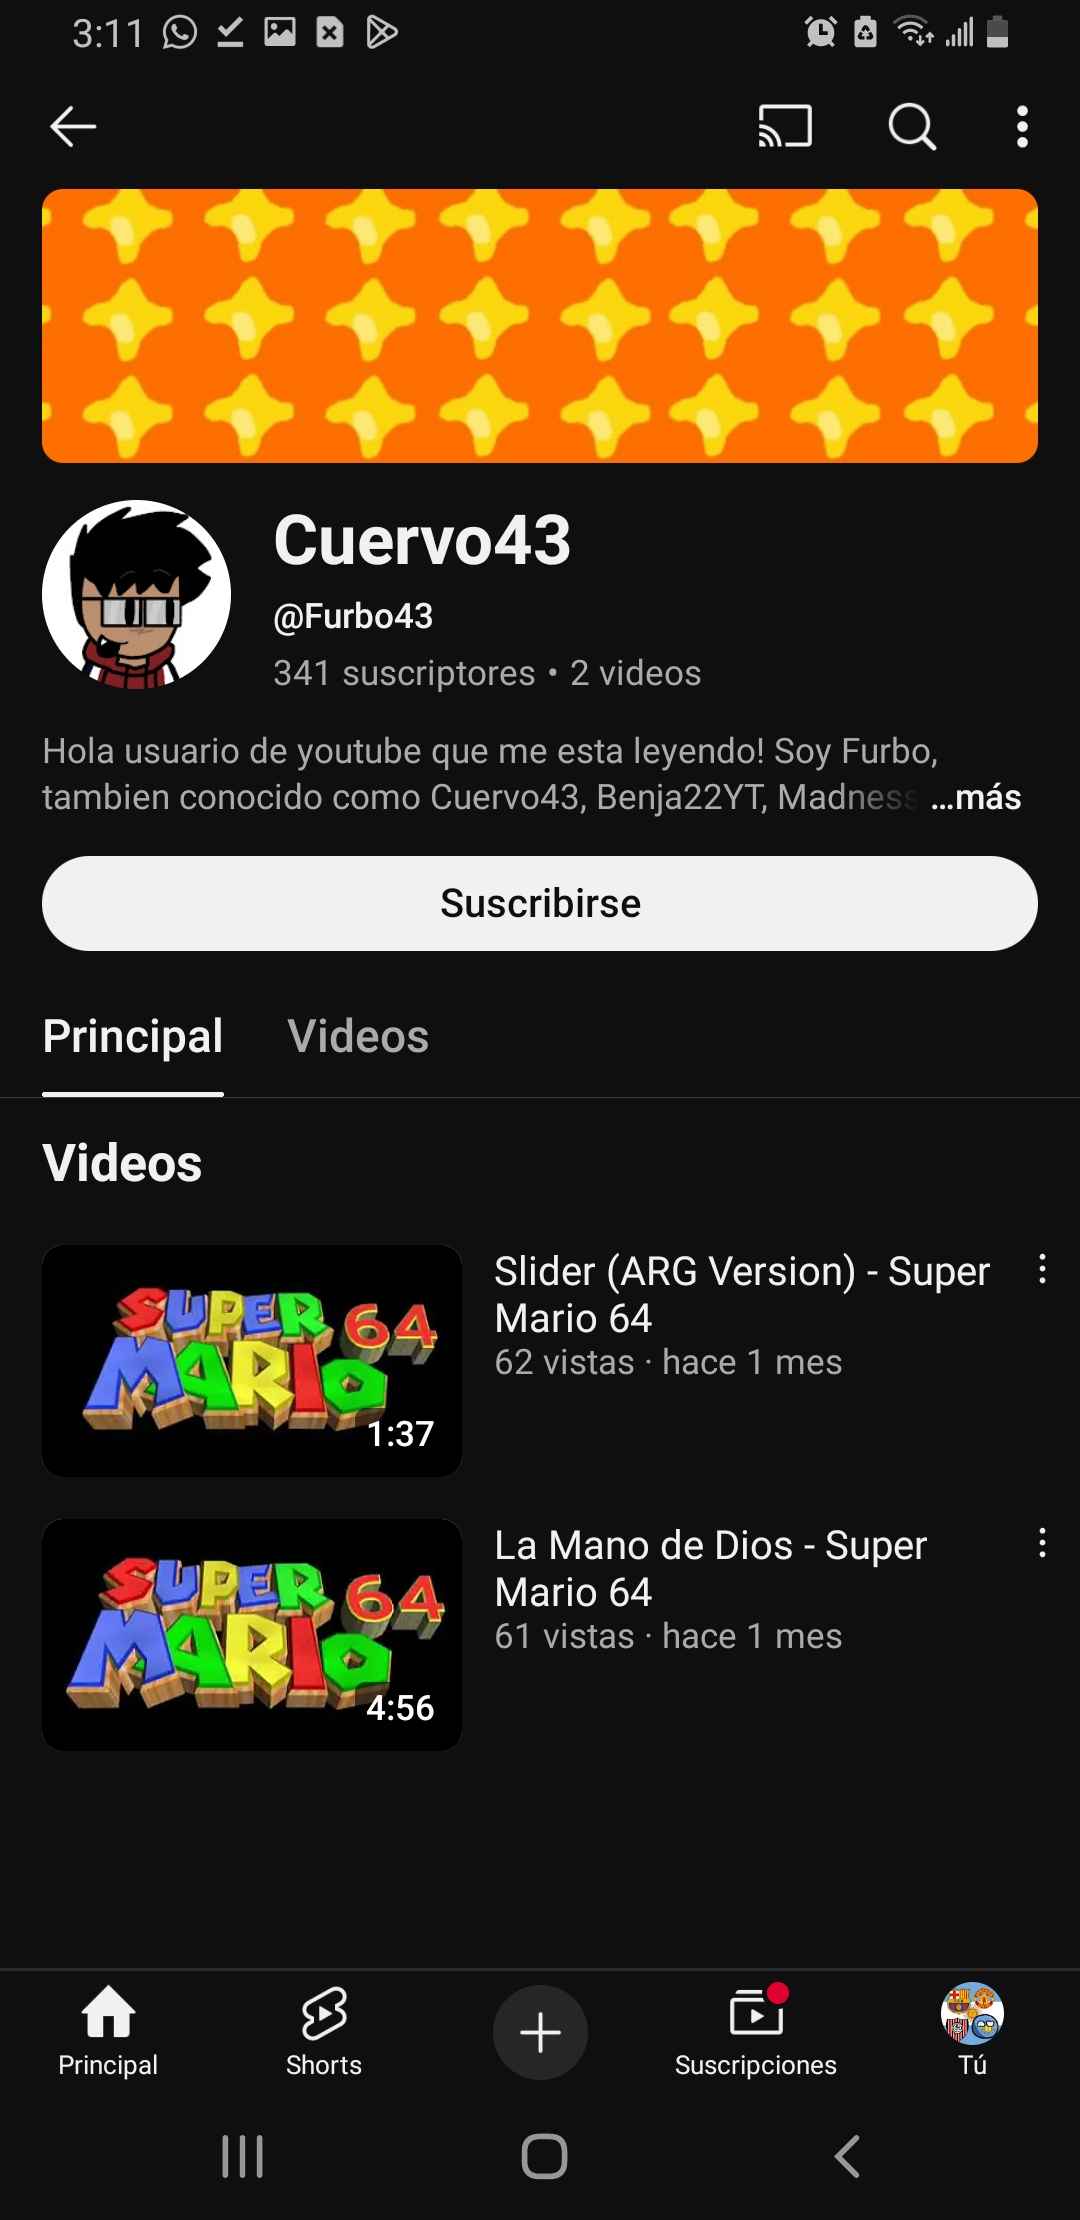 3:11
Cuervo43
@Furbo43
341 suscriptores • 2 videos
Hola usuario de youtube que me esta leyendo! Soy Furbo,
tambien conocido como Cuervo43, Benja22YT, Madness ...más
Suscribirse
Principal Videos
Videos
SUPER MARIO 64
1:37
Slider (ARG Version) - Super
Mario 64
62 vistas · hace 1 mes
SUPER MARIO 64
4:56
La Mano de Dios - Super
Mario 64
61 vistas · hace 1 mes
Principal Shorts Suscripciones Tú